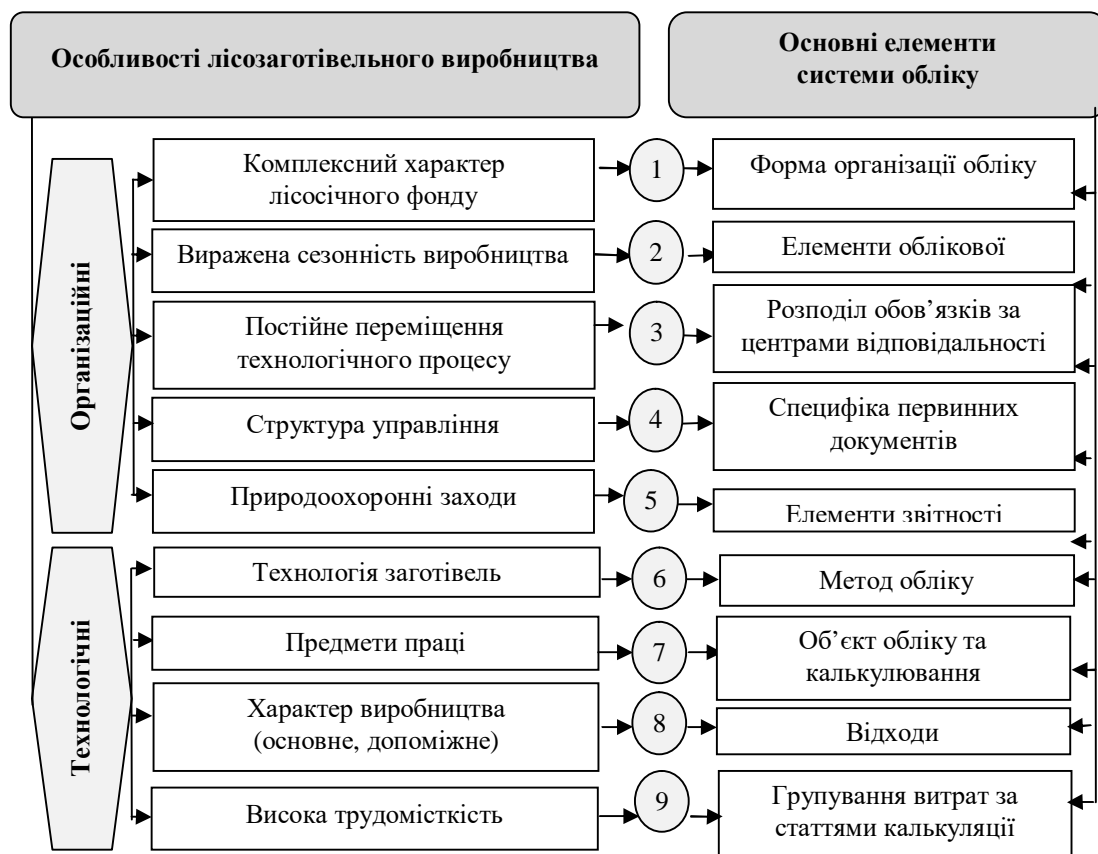 Особливості лісозаготівельного виробництва
Основні елементи
системи обліку
Організаційні
Комплексний характер
лісосічного фонду
1
Форма організації обліку
Виражена сезонність виробництва
2
Елементи облікової
Постійне переміщення
технологічного процесу
3
Розподіл обов’язків за
центрами відповідальності
Структура управління
4
Специфіка первинних
документів
Природоохоронні заходи
5
Елементи звітності
Технологічні
Технологія заготівель
6
Метод обліку
Предмети праці
7
Об’єкт обліку та
калькулювання
Характер виробництва
(основне, допоміжне)
8
Відходи
Висока трудомісткість
9
Групування витрат за
статтями калькуляції